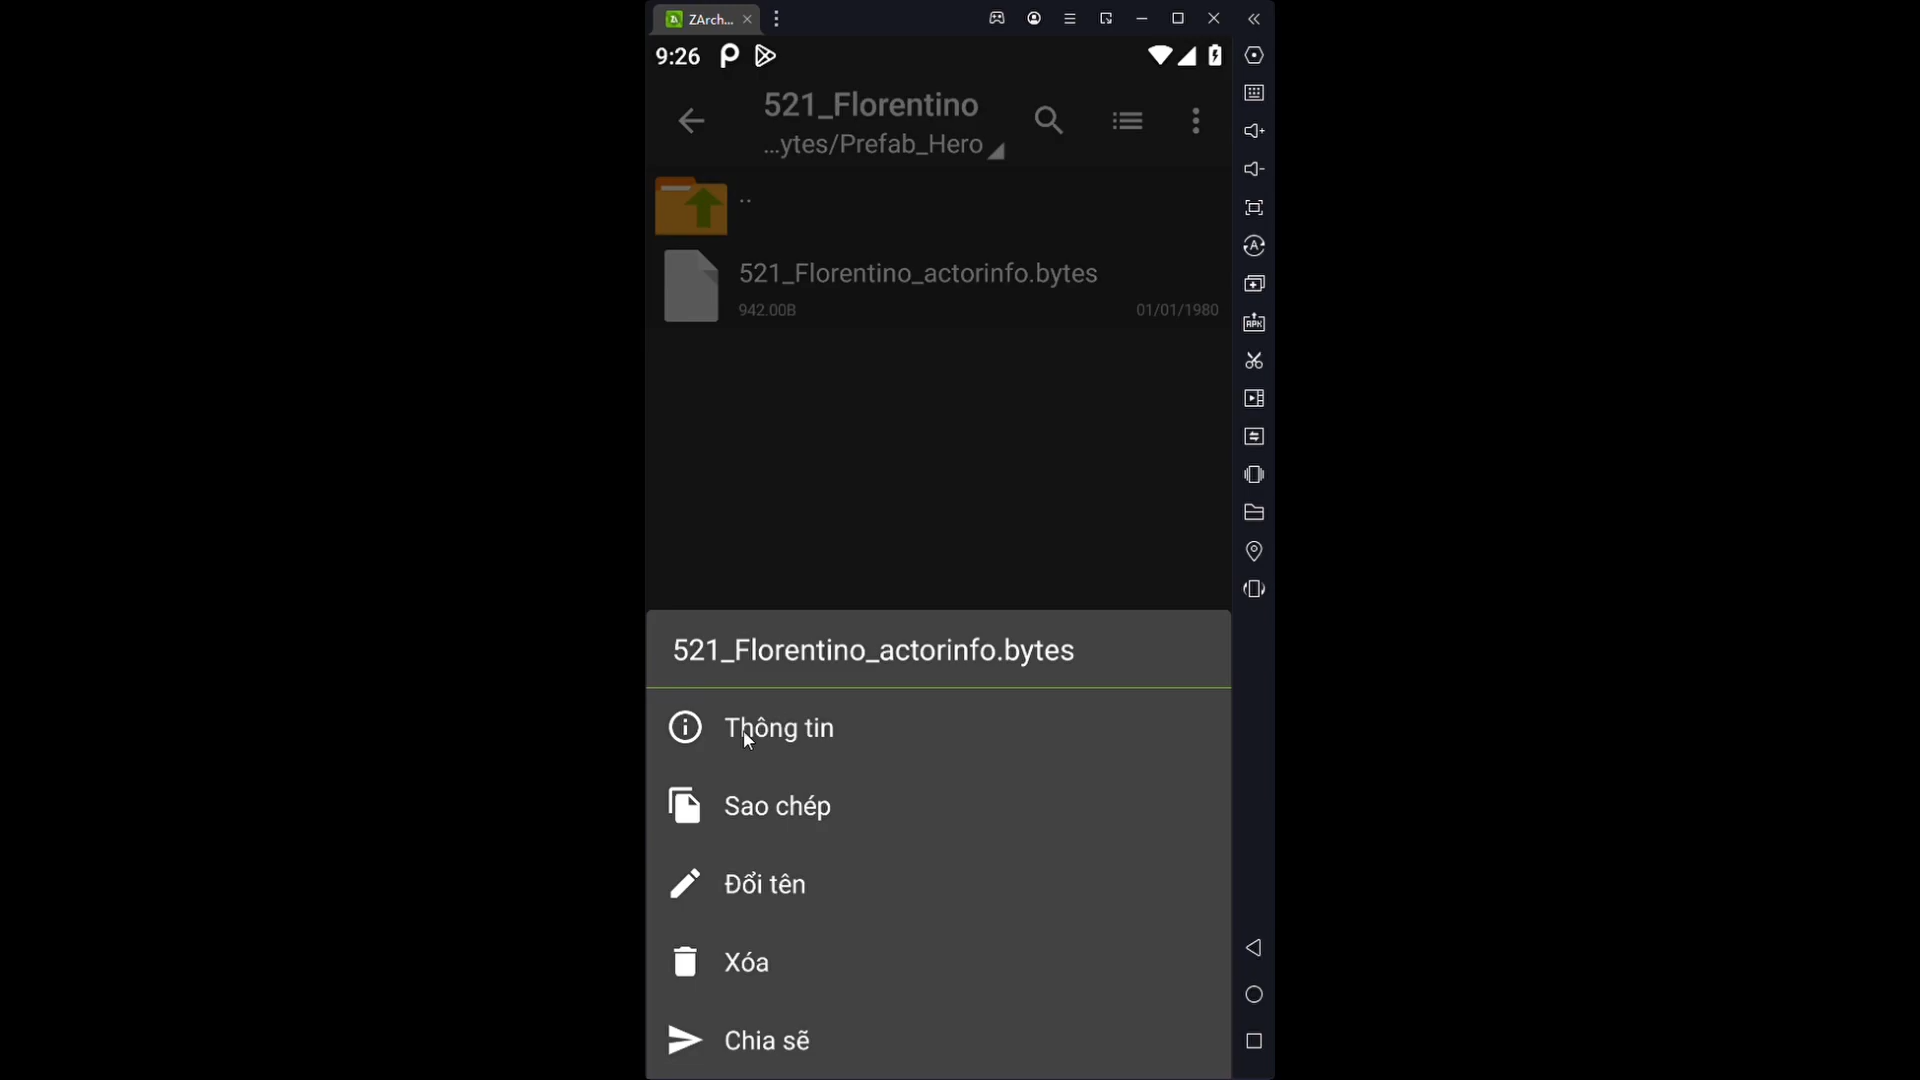 ZArch...
9:26
521_Florentino
...ytes/Prefab_Hero
..
521_Florentino_actorinfo.bytes
942.00B
01/01/1980
521_Florentino_actorinfo.bytes
Thông tin
Sao chép
Đổi tên
Xóa
Chia sẽ
APK